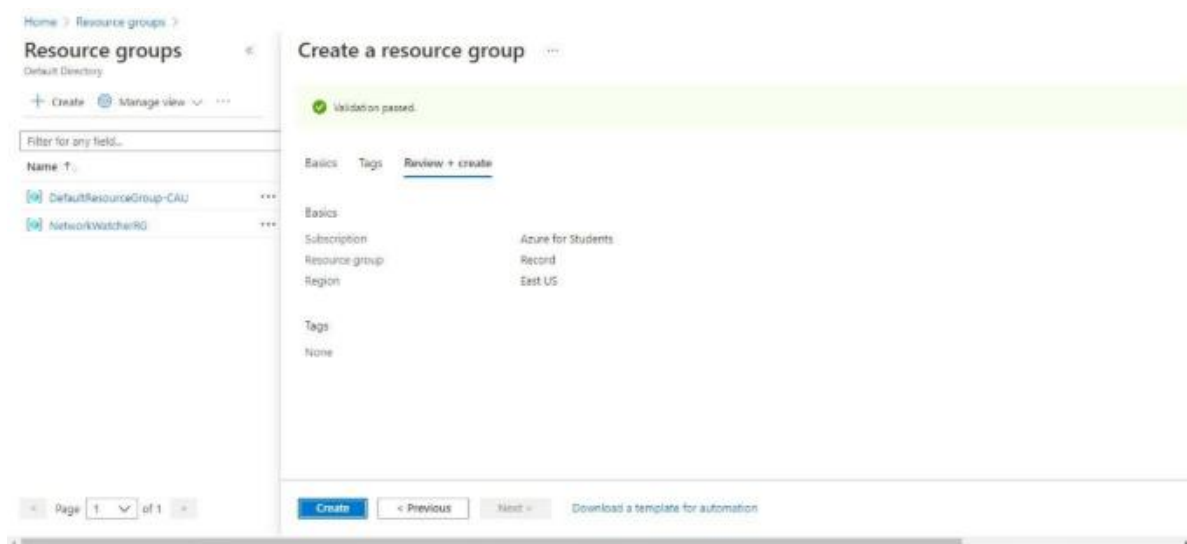 Home > Resource groups >
Resource groups «
Default Directory
+ Create Manage view ...
Filter for any field...
Name ↑
DefaultResourceGroup-CAU ...
NetworkWatcherRG ...
< Page 1 of 1 >
Create a resource group ...
Validation passed.
Basics Tags Review + create
Basics
Subscription Azure for Students
Resource group Record
Region East US
Tags
None
Create < Previous Next > Download a template for automation